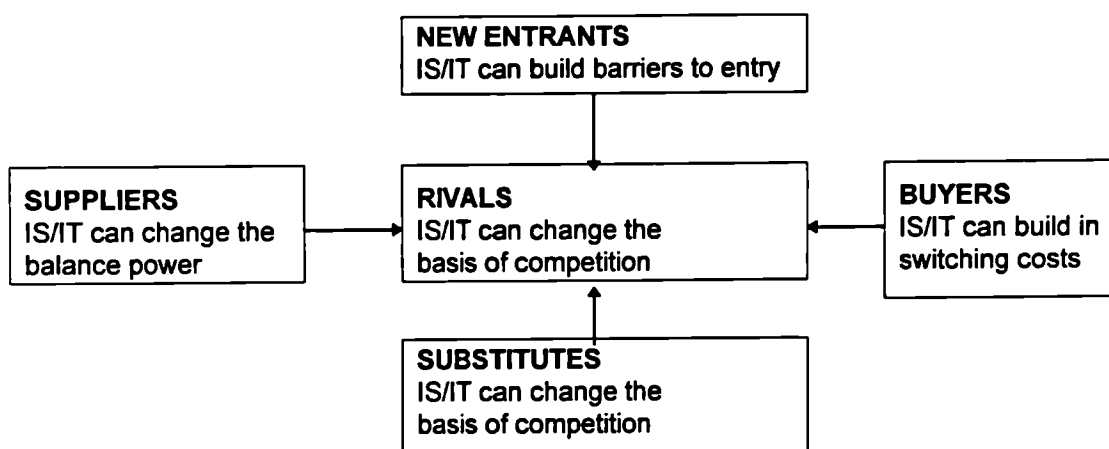 NEW ENTRANTS
IS/IT can build barriers to entry
SUPPLIERS
IS/IT can change the
balance power
RIVALS
IS/IT can change the
basis of competition
BUYERS
IS/IT can build in
switching costs
SUBSTITUTES
IS/IT can change the
basis of competition